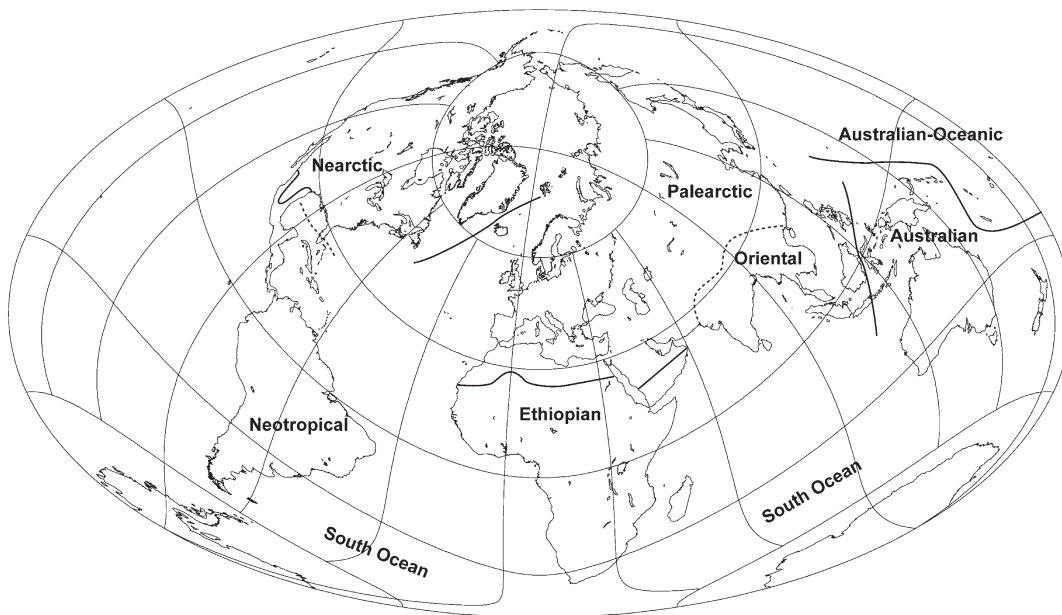 Australian-Oceanic
Nearctic
Palearctic
Australian
Oriental
Ethiopian
Neotropical
South Ocean
South Ocean